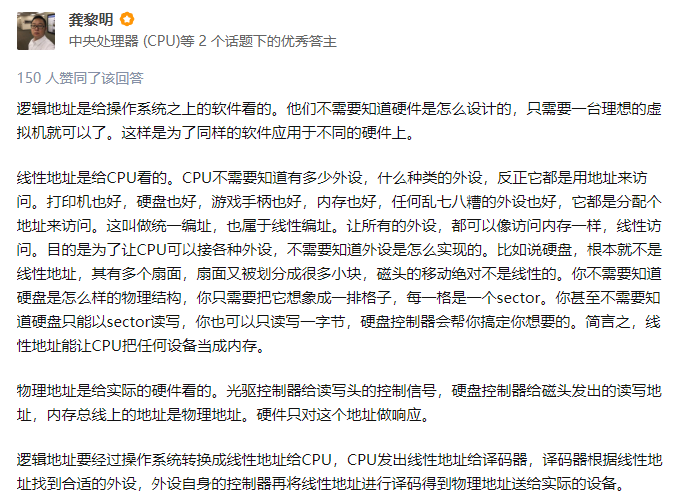 龚黎明
中央处理器 (CPU)等 2 个话题下的优秀答主
150 人赞同了该回答
逻辑地址是给操作系统之上的软件看的。他们不需要知道硬件是怎么设计的，只需要一台理想的虚
拟机就可以了。这样是为了同样的软件应用于不同的硬件上。
线性地址是给CPU看的。CPU不需要知道有多少外设，什么种类的外设，反正它都是用地址来访
问。打印机也好，硬盘也好，游戏手柄也好，内存也好，任何乱七八糟的外设也好，它都是分配个
地址来访问。这叫做统一编址，也属于线性编址。让所有的外设，都可以像访问内存一样，线性访
问。目的是为了让CPU可以接各种外设，不需要知道外设是怎么实现的。比如说硬盘，根本就不是
线性地址，其有多个扇面，扇面又被划分成很多小块，磁头的移动绝对不是线性的。你不需要知道
硬盘是怎么样的物理结构，你只需要把它想象成一排格子，每一格是一个sector。你甚至不需要知
道硬盘只能以sector读写，你也可以只读写一字节，硬盘控制器会帮你搞定你想要的。简言之，线
性地址能让CPU把任何设备当成内存。
物理地址是给实际的硬件看的。光驱控制器给读写头的控制信号，硬盘控制器给磁头发出的读写地
址，内存总线上的地址是物理地址。硬件只对这个地址做响应。
逻辑地址要经过操作系统转换成线性地址给CPU，CPU发出线性地址给译码器，译码器根据线性地
址找到合适的外设，外设自身的控制器再将线性地址进行译码得到物理地址送给实际的设备。